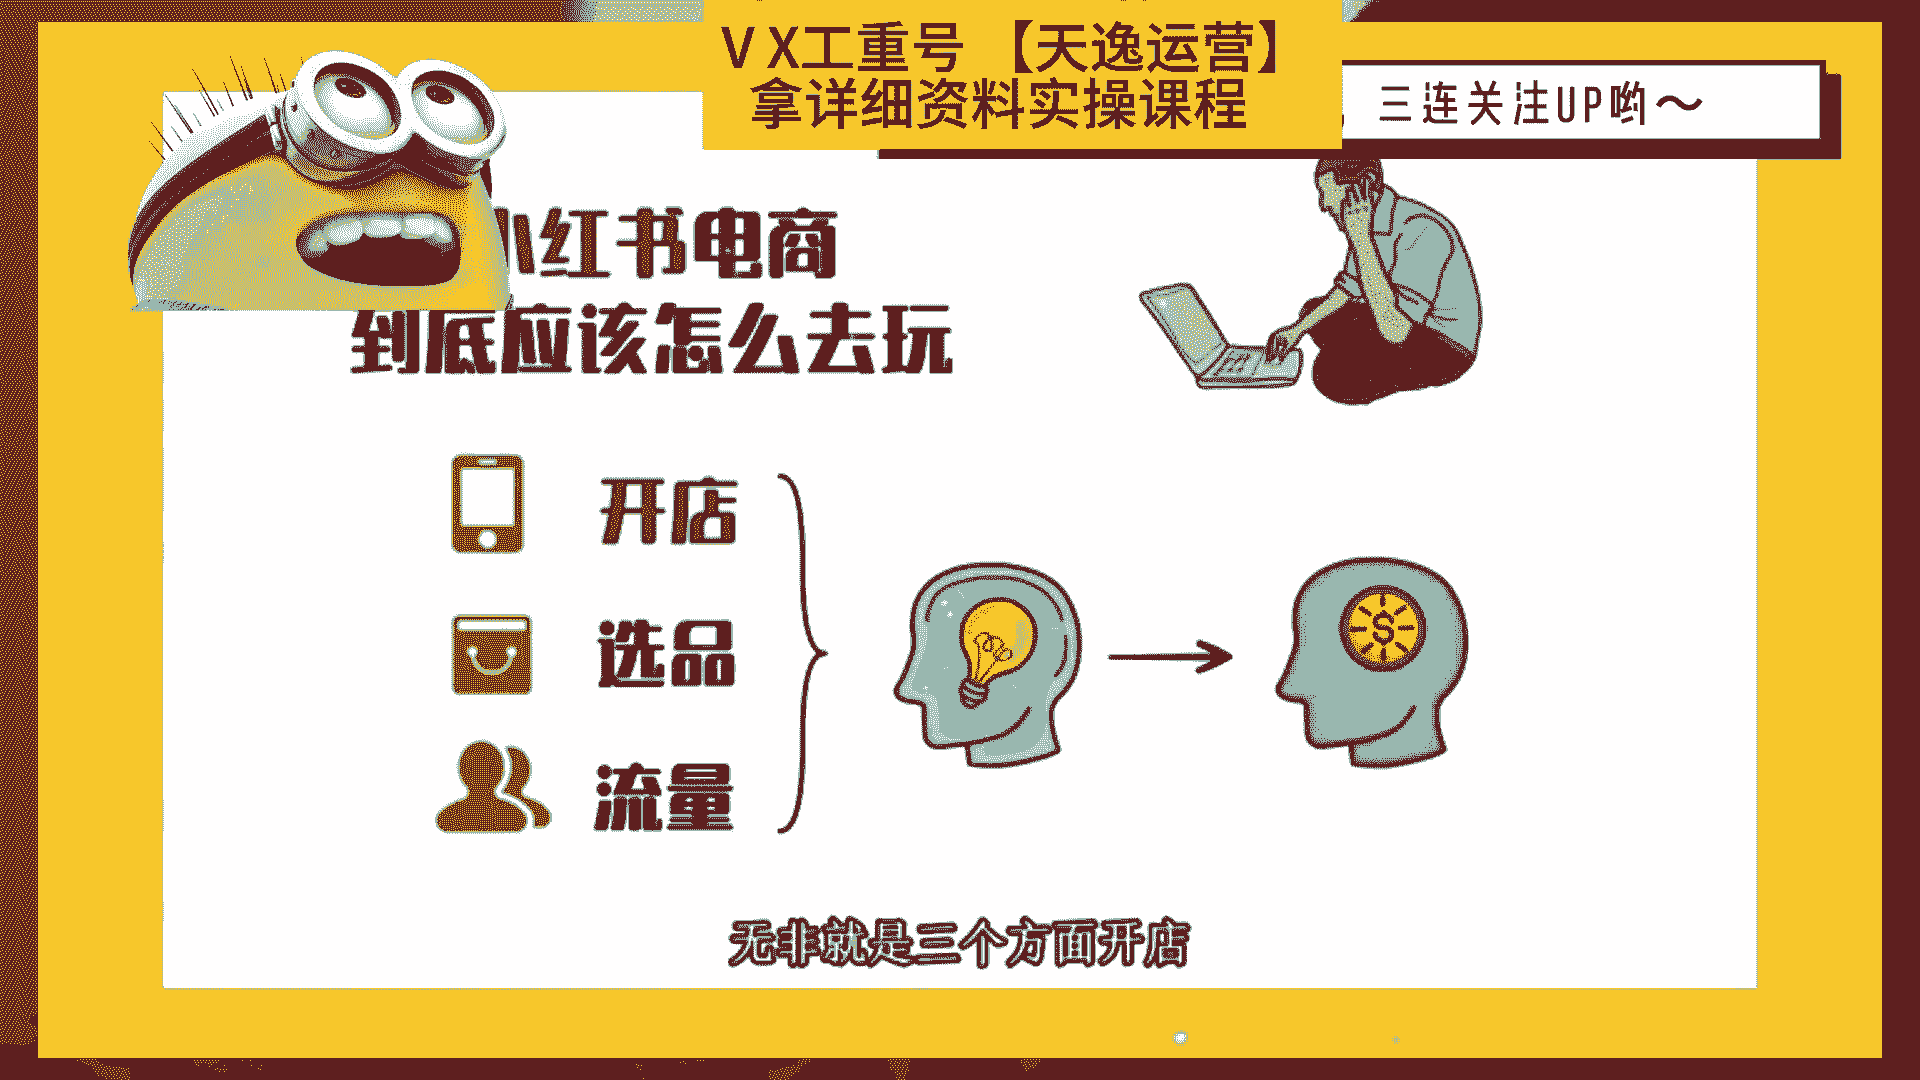 VX工重号 【天逸运营】
拿详细资料实操课程
三连关注UP哟～
小红书电商
到底应该怎么去玩
开店
选品
流量
无非就是三个方面开店